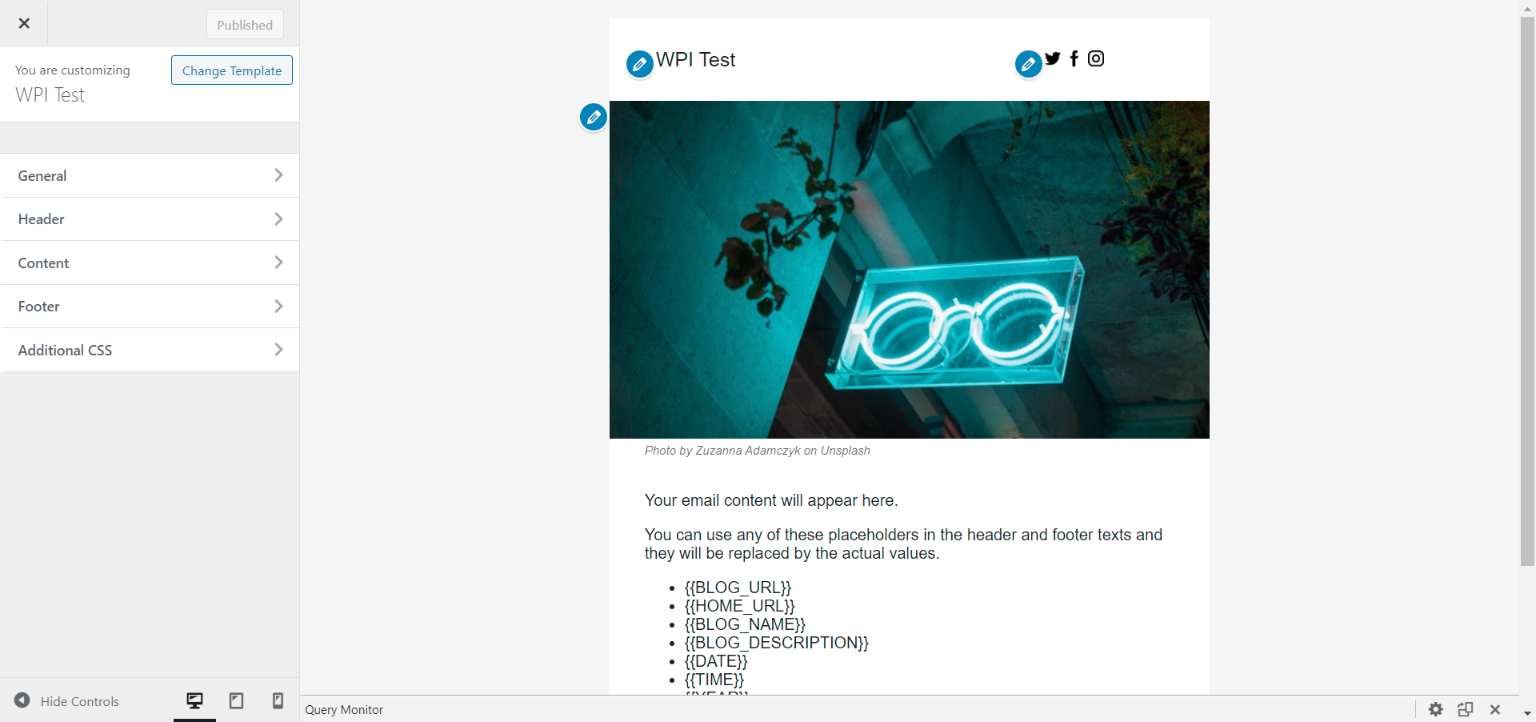 Published
You are customizing
Change Template
WPI Test
General
Header
Content
Footer
Additional CSS
Hide Controls
WPI Test
Photo by Zuzanna Adamczyk on Unsplash
Your email content will appear here.
You can use any of these placeholders in the header and footer texts and
they will be replaced by the actual values.
{{BLOG_URL}}
{{HOME_URL}}
{{BLOG_NAME}}
{{BLOG_DESCRIPTION}}
{{DATE}}
{{TIME}}
{{YEAR}}
Query Monitor